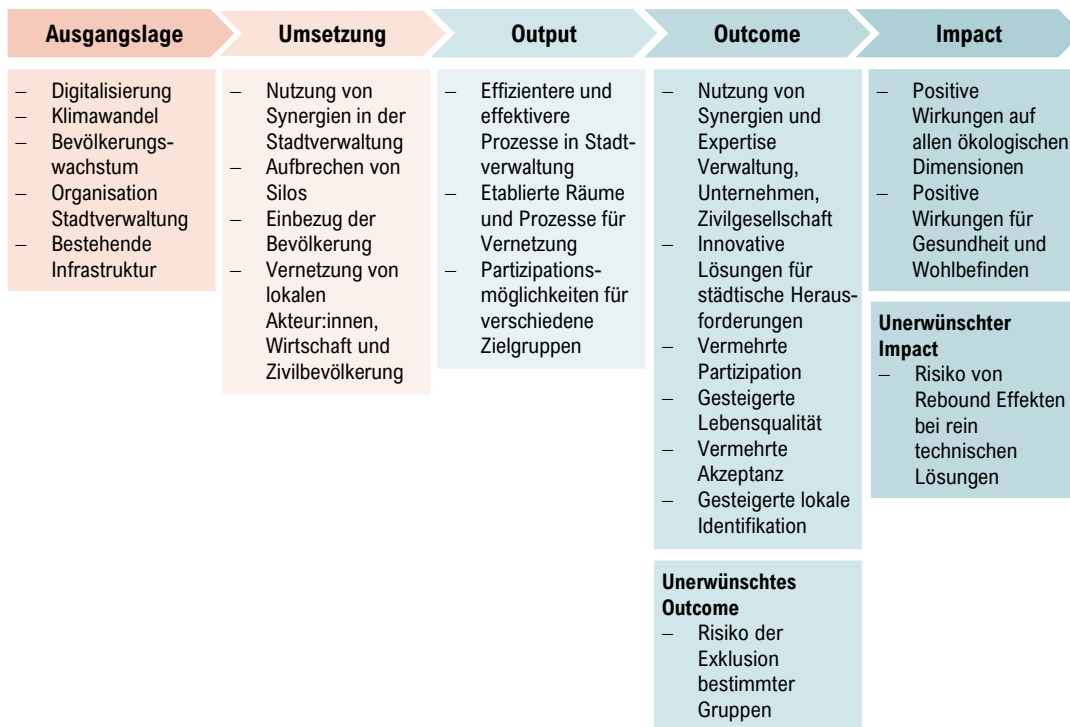 Ausgangslage
Umsetzung
Output
Outcome
Impact
– Digitalisierung
– Klimawandel
– Bevölkerungs-
wachstum
– Organisation
Stadtverwaltung
– Bestehende
Infrastruktur
– Nutzung von
Synergien in der
Stadtverwaltung
– Aufbrechen von
Silos
– Einbezug der
Bevölkerung
– Vernetzung von
lokalen
Akteur:innen,
Wirtschaft und
Zivilbevölkerung
– Effizientere und
effektivere
Prozesse in Stadt-
verwaltung
– Etablierte Räume
und Prozesse für
Vernetzung
– Partizipations-
möglichkeiten für
verschiedene
Zielgruppen
– Nutzung von
Synergien und
Expertise
Verwaltung,
Unternehmen,
Zivilgesellschaft
– Innovative
Lösungen für
städtische Heraus-
forderungen
– Vermehrte
Partizipation
– Gesteigerte
Lebensqualität
– Vermehrte
Akzeptanz
– Gesteigerte lokale
Identifikation
Unerwünschtes
Outcome
– Risiko der
Exklusion
bestimmter
Gruppen
– Positive
Wirkungen auf
allen ökologischen
Dimensionen
– Positive
Wirkungen für
Gesundheit und
Wohlbefinden
Unerwünschter
Impact
– Risiko von
Rebound Effekten
bei rein
technischen
Lösungen